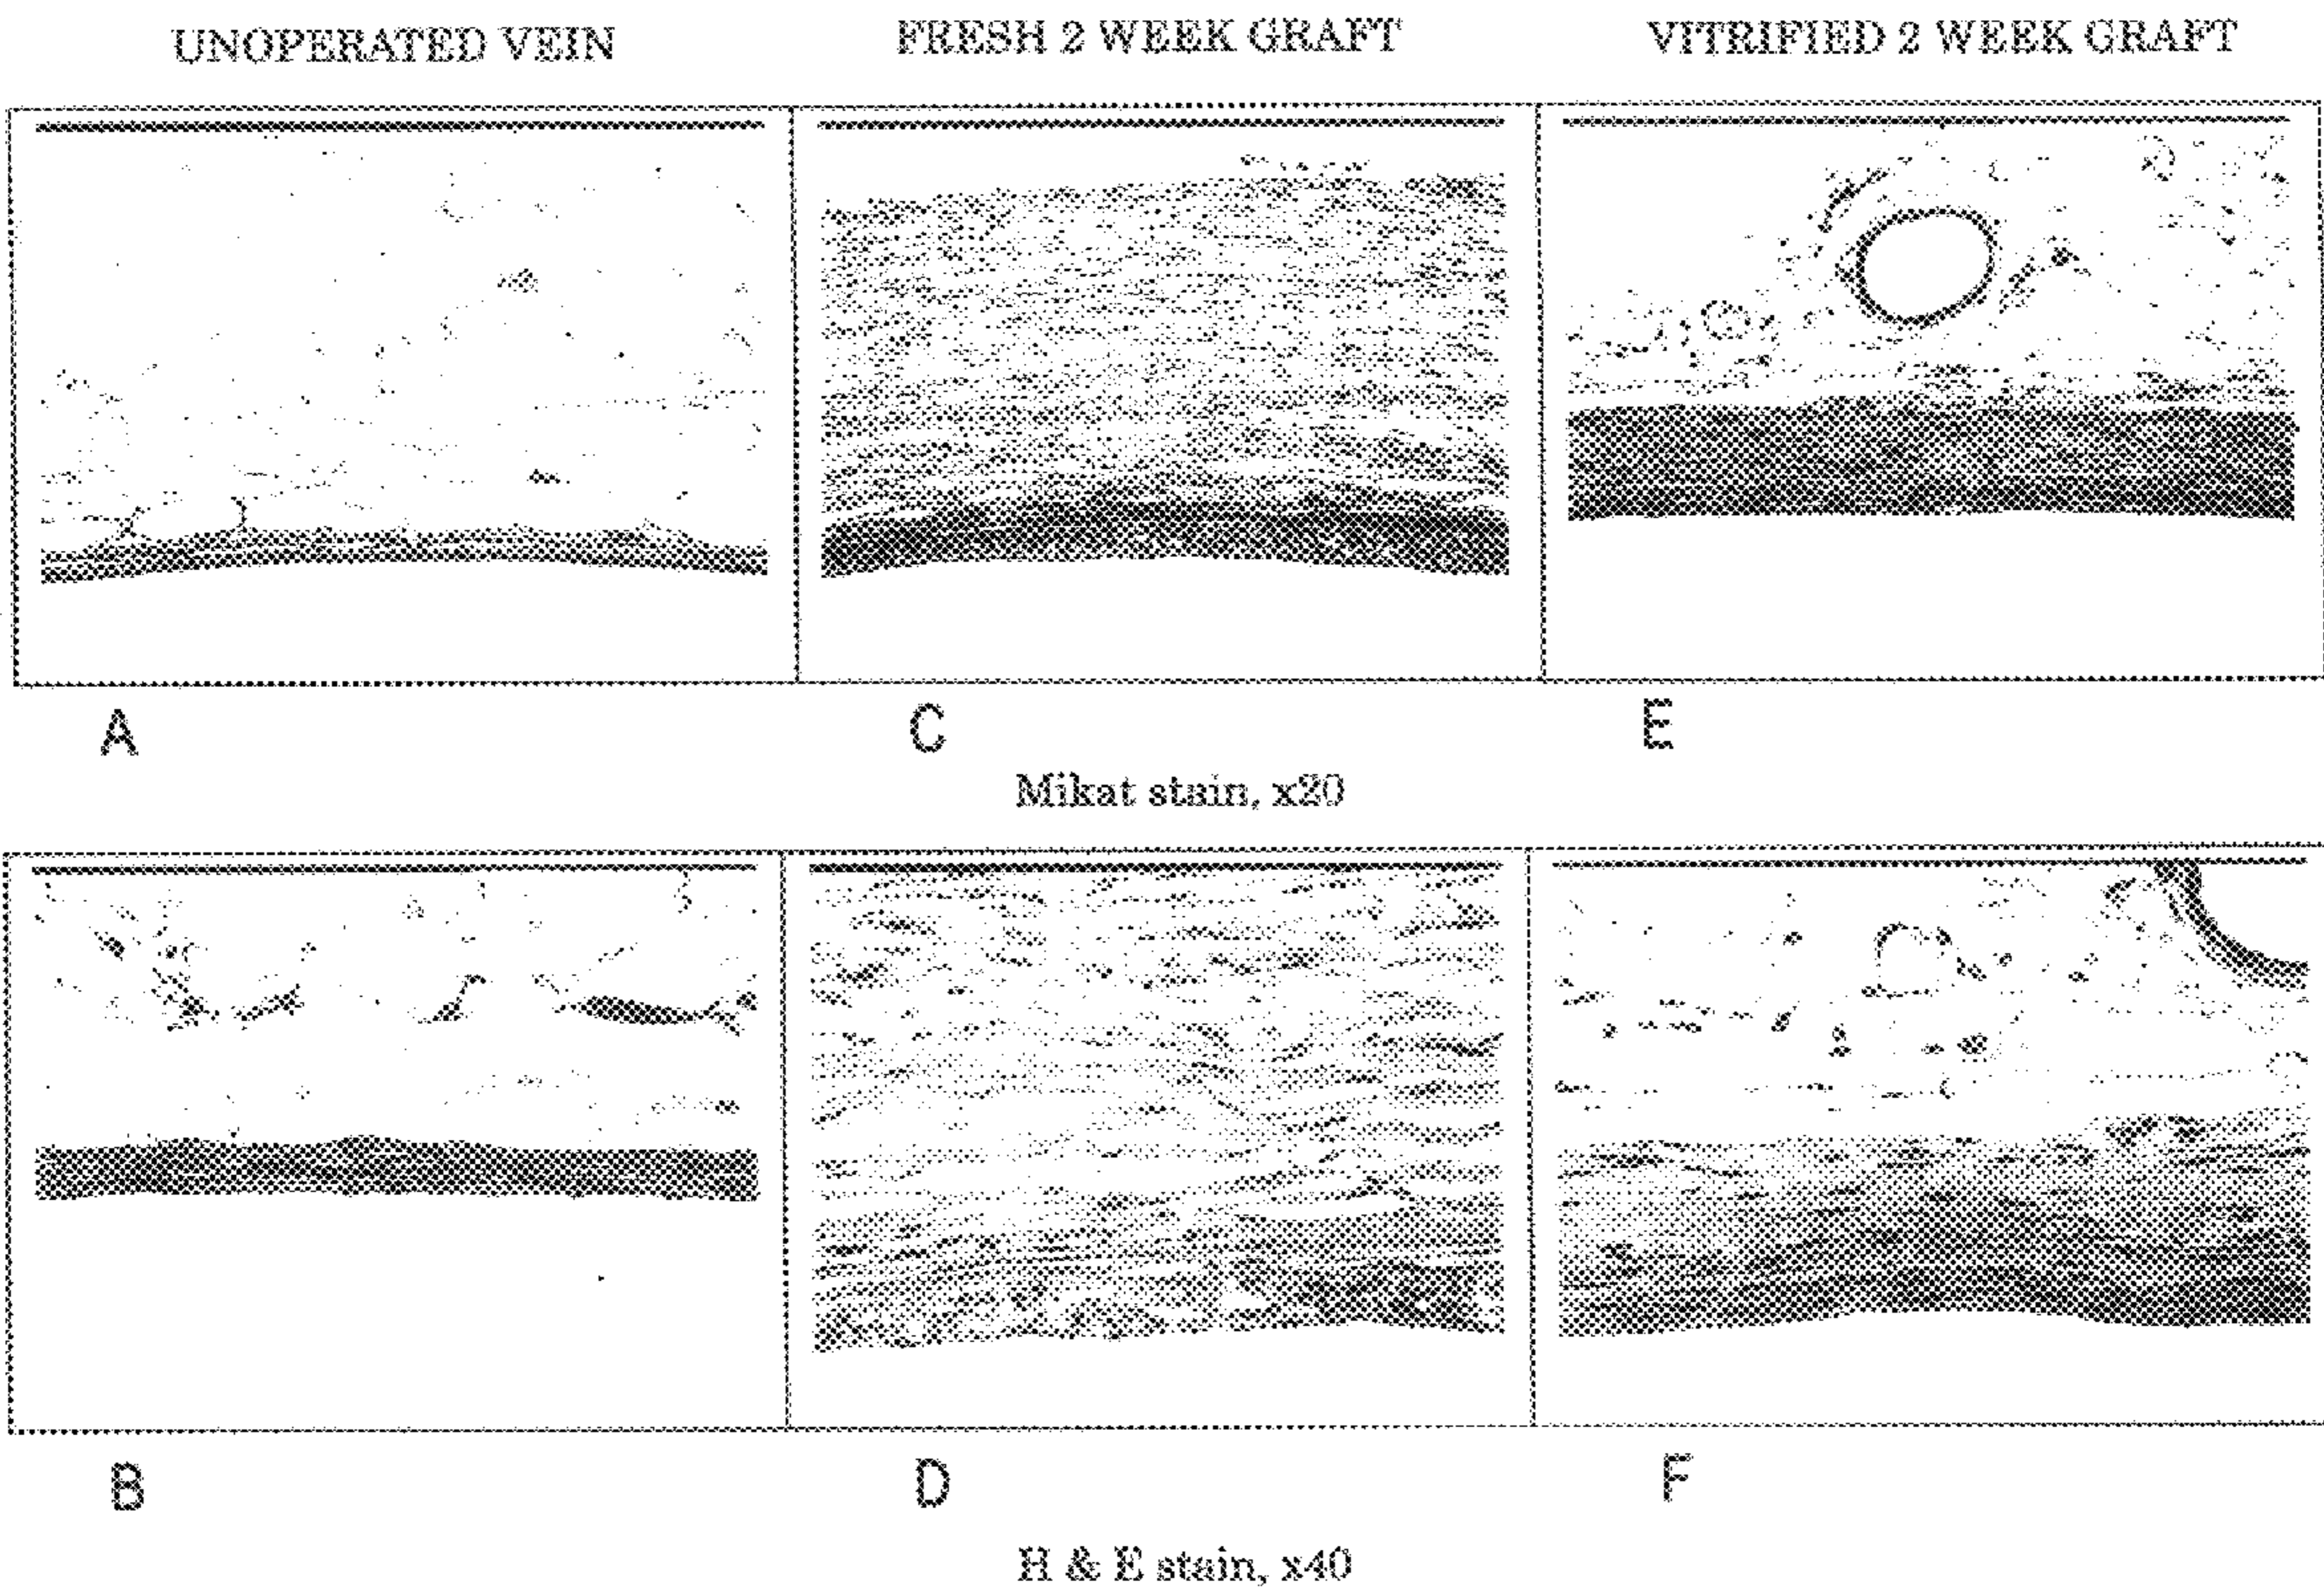 UNOPERATED VEIN
FRESH 2 WEEK GRAFT
VITRIFIED 2 WEEK GRAFT
A
C
E
Mikat stain, x20
B
D
F
H & E stain, x40